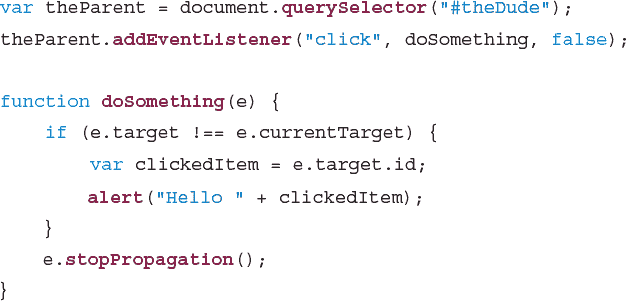 var theParent = document.querySelector("#theDude");
theParent.addEventListener("click", doSomething, false);
function doSomething(e) {
if (e.target !== e.currentTarget) {
var clickedItem = e.target.id;
alert("Hello " + clickedItem);
}
e.stopPropagation();
}